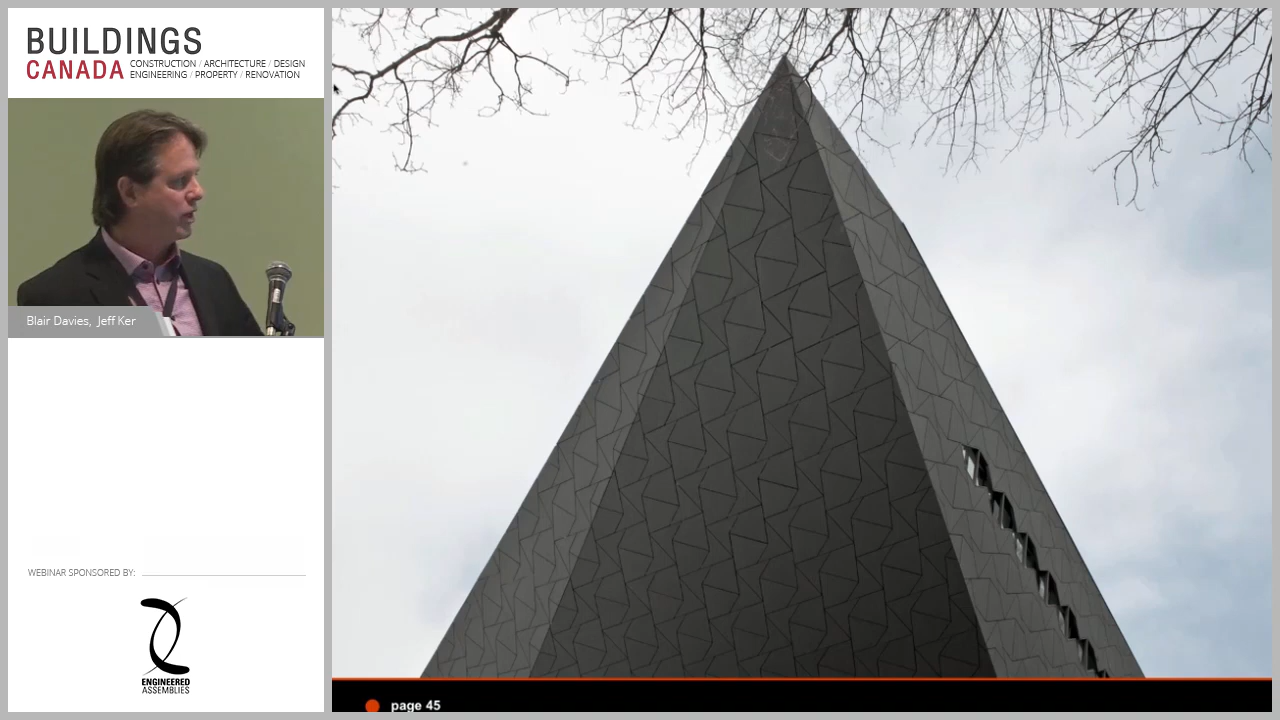 BUILDINGS
CANADA
CONSTRUCTION / ARCHITECTURE / DESIGN
ENGINEERING / PROPERTY / RENOVATION
Blair Davies, Jeff Ker
WEBINAR SPONSORED BY:
ENGINEERED
ASSEMBLIES
page 45